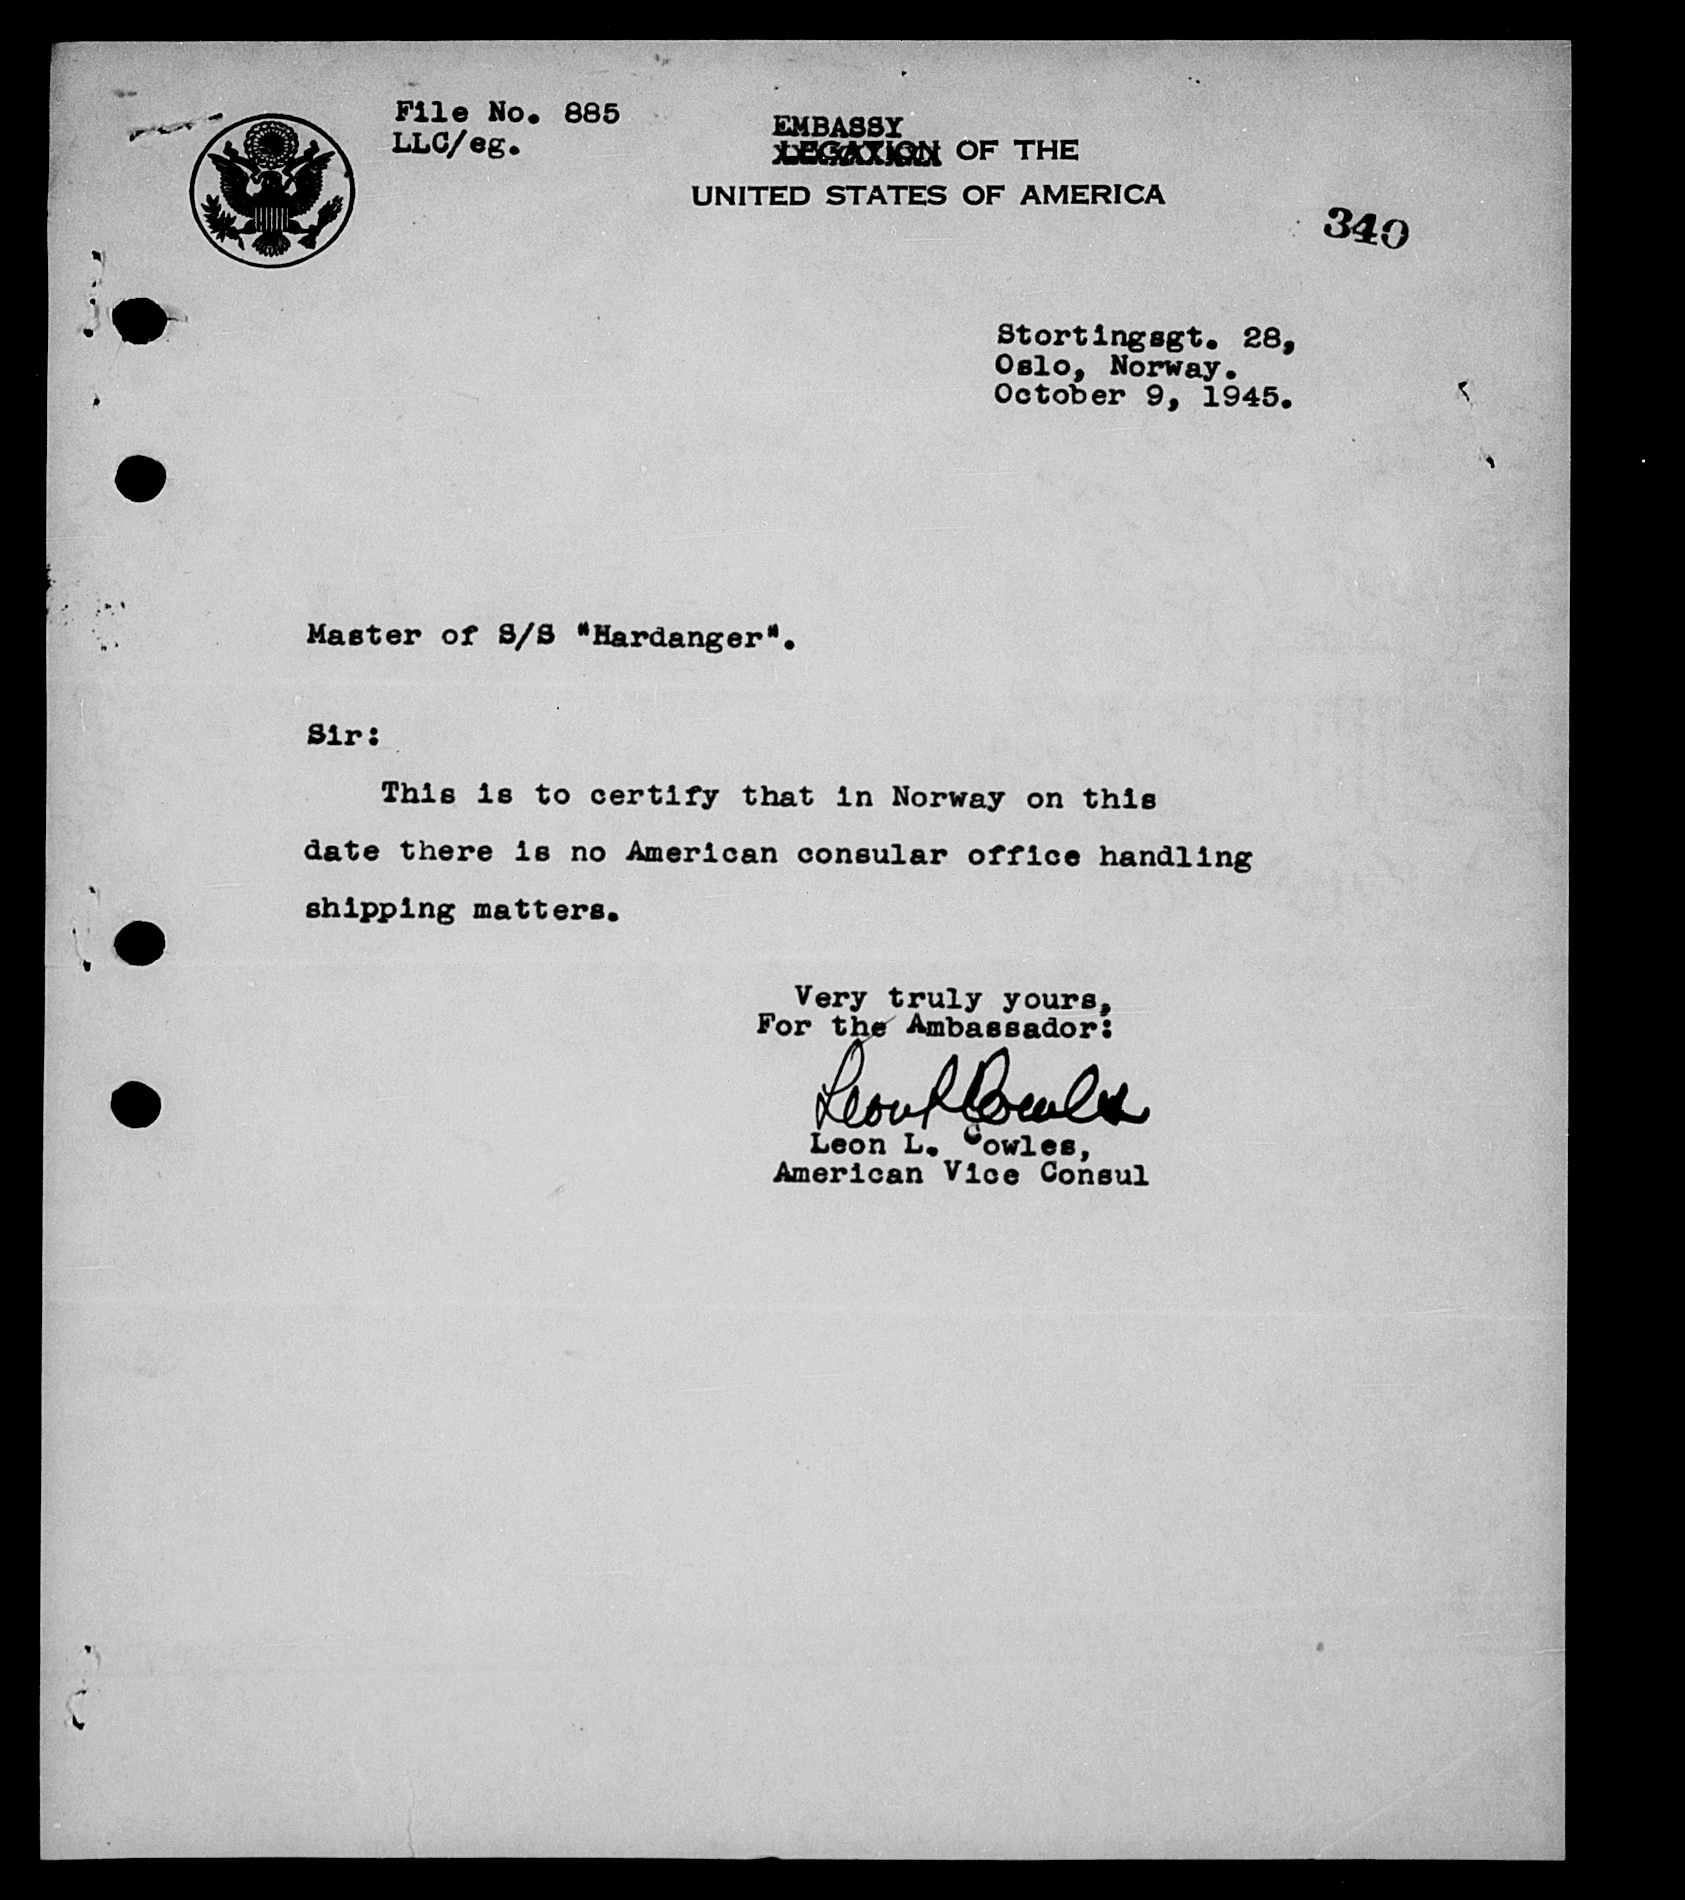 File No. 885
LLC/eg.
EMBASSY
LEGATION OF THE
UNITED STATES OF AMERICA
340
Stortingsgt. 28,
Oslo, Norway.
October 9, 1945.
Master of S/S "Hardanger".
Sir:
This is to certify that in Norway on this
date there is no American consular office handling
shipping matters.
Very truly yours,
For the Ambassador:
Leon L Cowles
Leon L. Cowles,
American Vice Consul